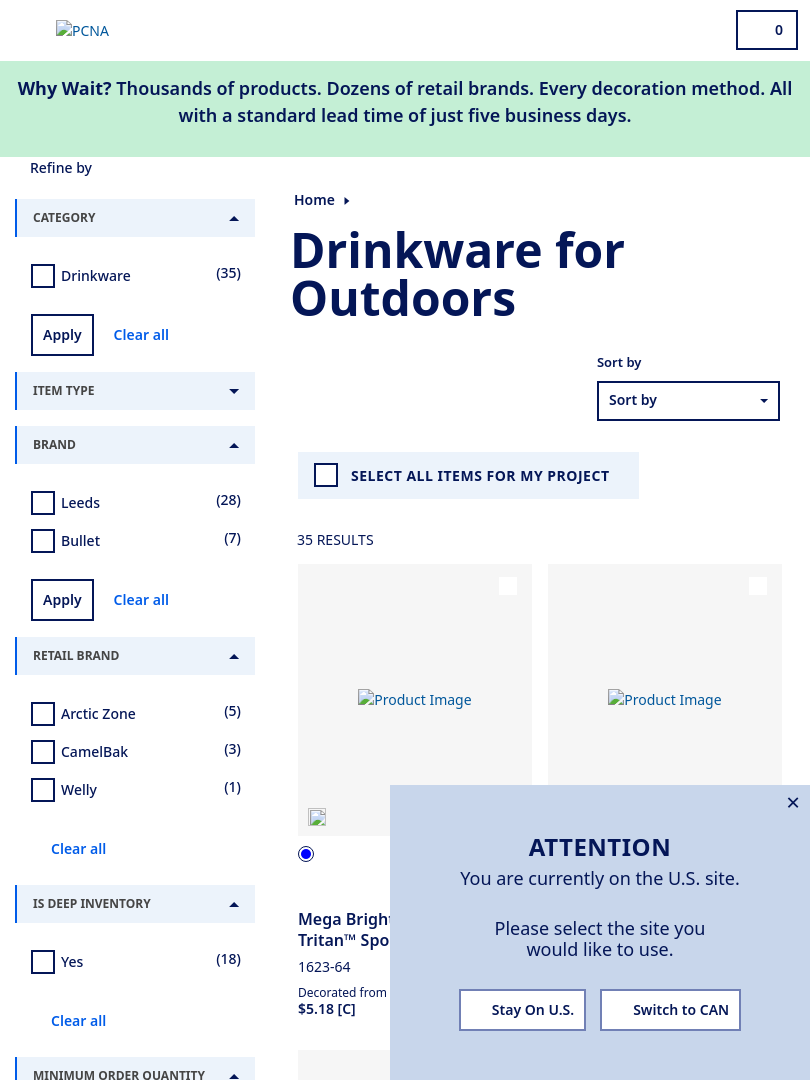 PCNA
0
Why Wait? Thousands of products. Dozens of retail brands. Every decoration method. All
with a standard lead time of just five business days.
Refine by
CATEGORY
Drinkware (35)
Apply Clear all
ITEM TYPE
BRAND
Leeds (28)
Bullet (7)
Apply Clear all
RETAIL BRAND
Arctic Zone (5)
CamelBak (3)
Welly (1)
Clear all
IS DEEP INVENTORY
Yes (18)
Clear all
MINIMUM ORDER QUANTITY
Home
Drinkware for
Outdoors
Sort by
Sort by
SELECT ALL ITEMS FOR MY PROJECT
35 RESULTS
Product Image
Product Image
Mega Bright
Tritan™ Spo
1623-64
Decorated from
$5.18 [C]
✕
ATTENTION
You are currently on the U.S. site.
Please select the site you
would like to use.
Stay On U.S.
Switch to CAN